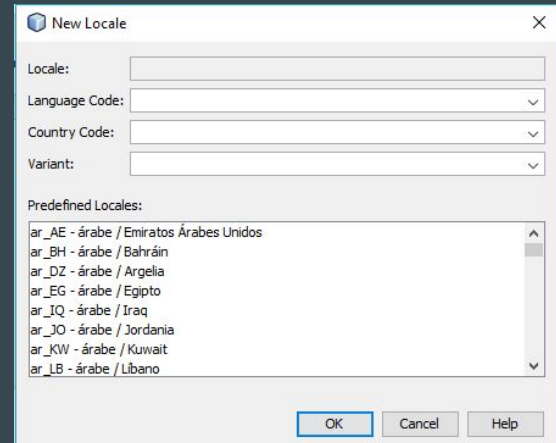 New Locale
Locale:
Language Code:
Country Code:
Variant:
Predefined Locales:
ar_AE - árabe / Emiratos Árabes Unidos
ar_BH - árabe / Bahráin
ar_DZ - árabe / Argelia
ar_EG - árabe / Egipto
ar_IQ - árabe / Iraq
ar_JO - árabe / Jordania
ar_KW - árabe / Kuwait
ar_LB - árabe / Líbano
OK Cancel Help